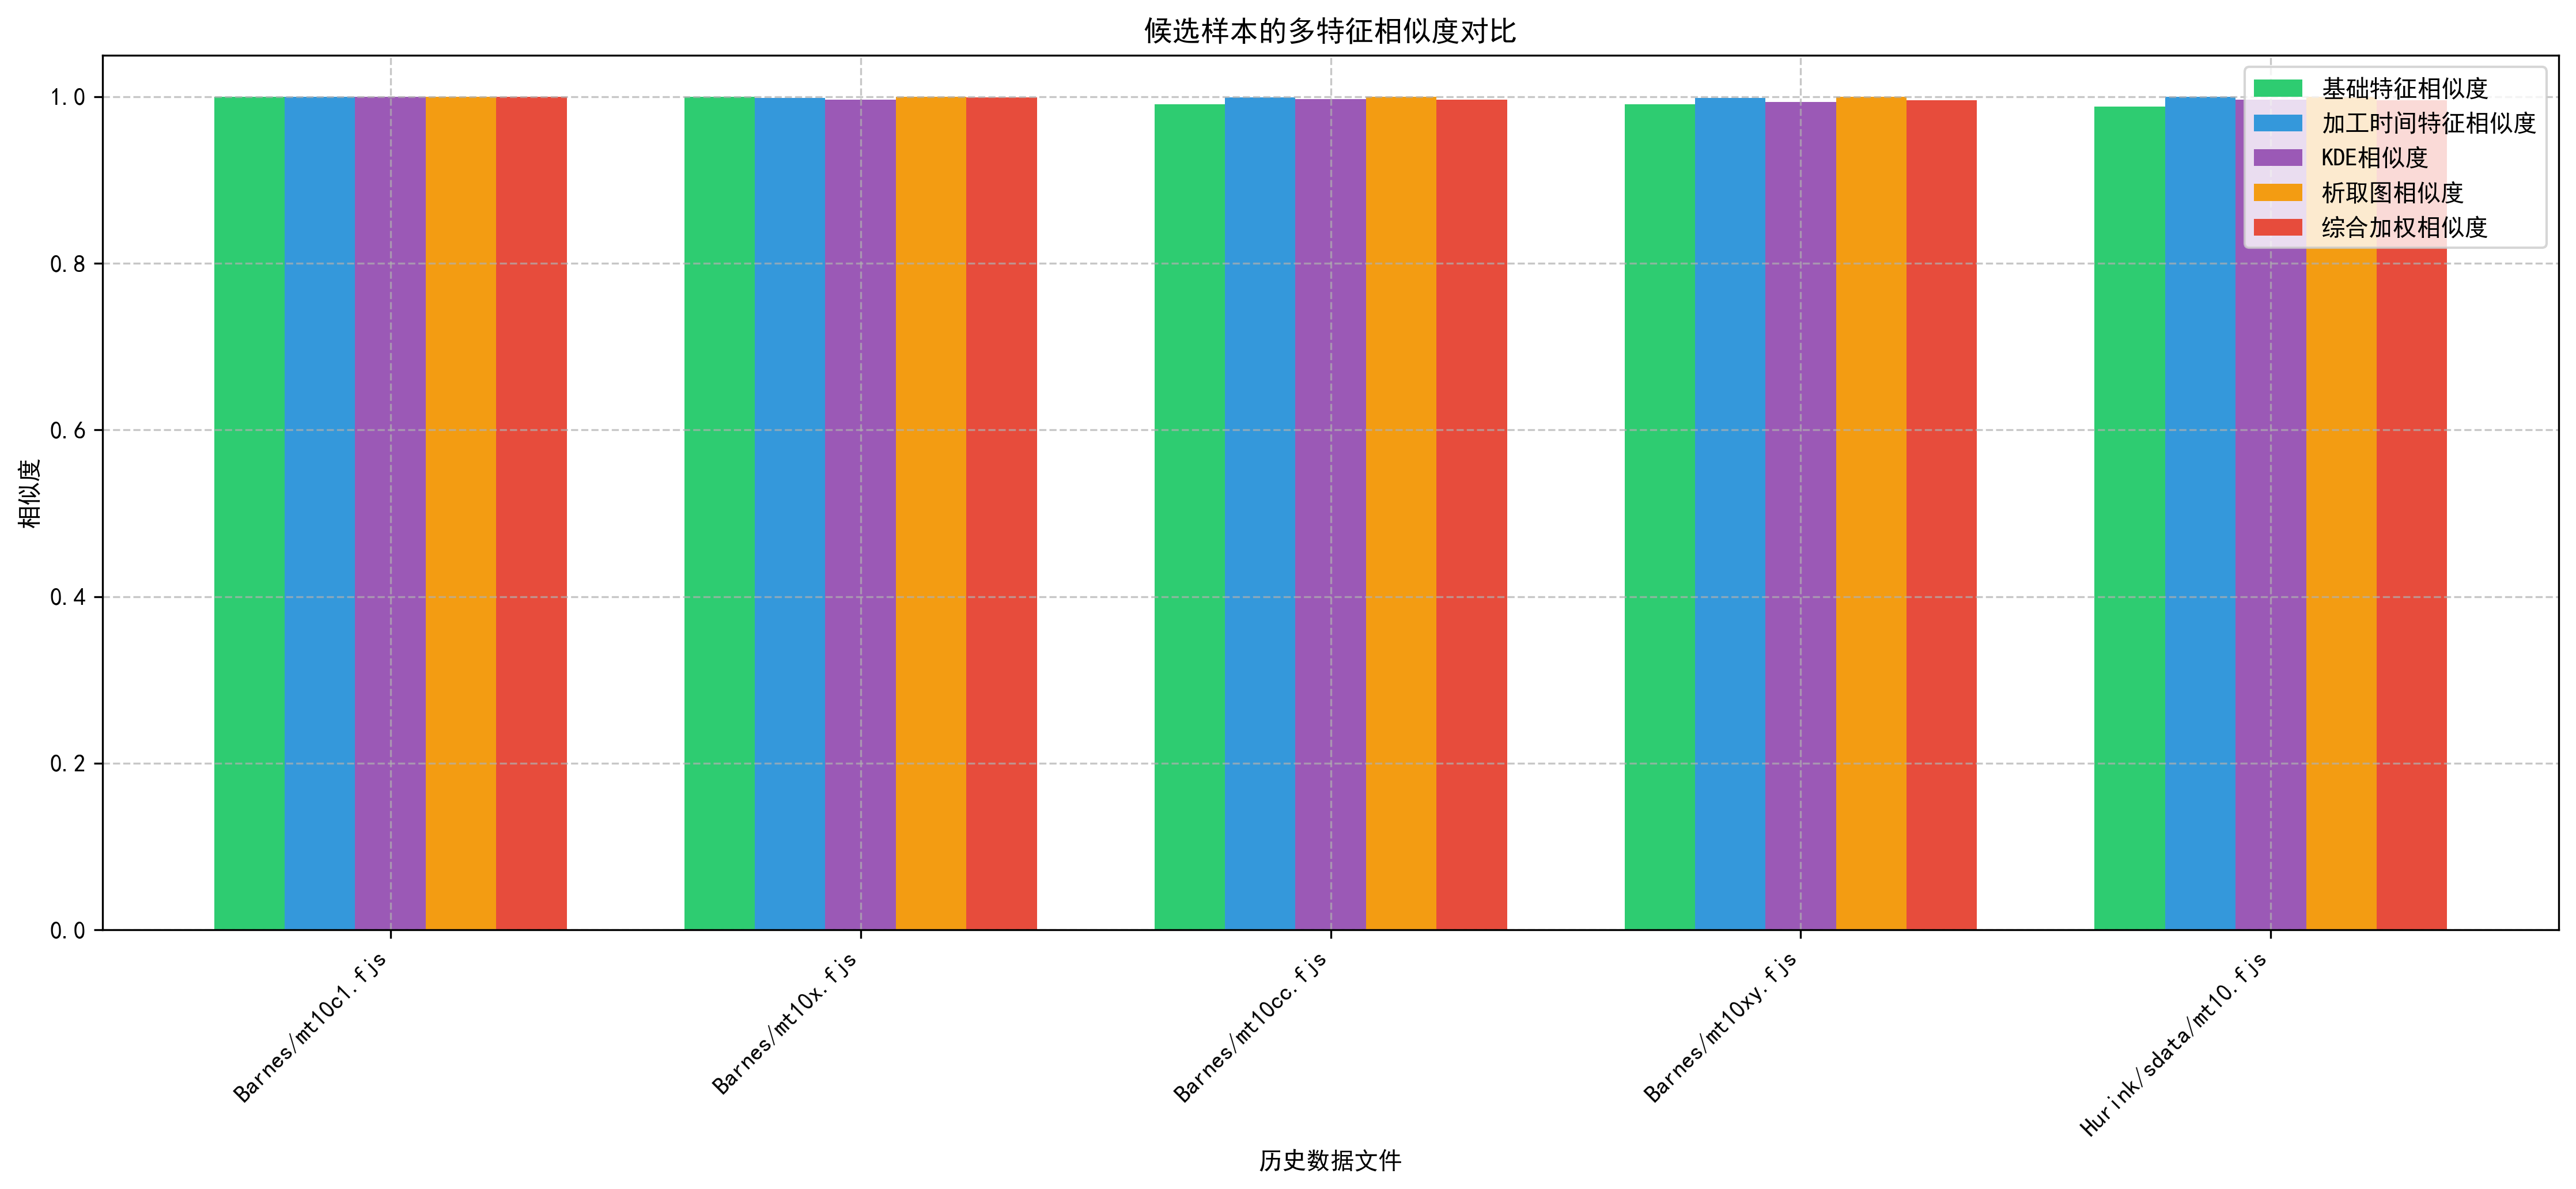 候选样本的多特征相似度对比
基础特征相似度
加工时间特征相似度
KDE相似度
析取图相似度
综合加权相似度
相似度
1.0
0.8
0.6
0.4
0.2
0.0
Barnes/mt10c1.fjs
Barnes/mt10x.fjs
Barnes/mt10cc.fjs
Barnes/mt10xy.fjs
Hurink/sdata/mt10.fjs
历史数据文件